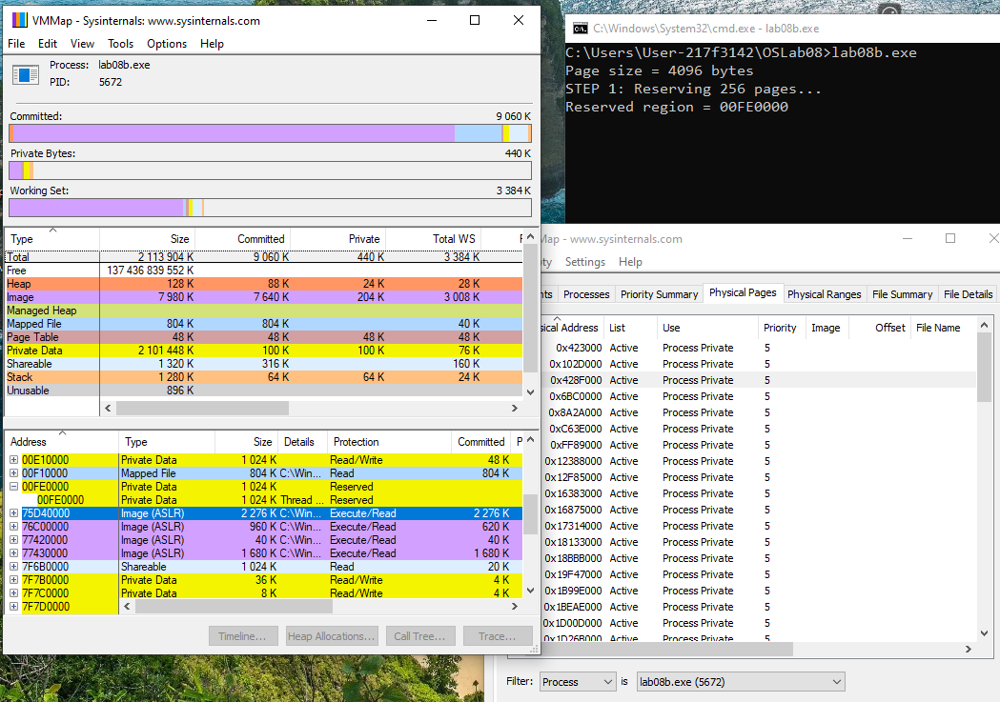 VMMap - Sysinternals: www.sysinternals.com
File Edit View Tools Options Help
Process: lab08b.exe
PID: 5672
Committed: 9 060 K
Private Bytes: 440 K
Working Set: 3 384 K
Type Size Committed Private Total WS
Total 2 113 904 K 9 060 K 440 K 3 384 K
Free 137 436 839 552 K
Heap 128 K 88 K 24 K 28 K
Image 7 980 K 7 640 K 204 K 3 008 K
Managed Heap
Mapped File 804 K 804 K 40 K
Page Table 48 K 48 K 48 K 48 K
Private Data 2 101 448 K 100 K 100 K 76 K
Shareable 1 320 K 316 K 160 K
Stack 1 280 K 64 K 64 K 24 K
Unusable 896 K
Address Type Size Details Protection Committed P
00E10000 Private Data 1 024 K Read/Write 48 K
00F10000 Mapped File 804 K C:\Win... Read 804 K
00FE0000 Private Data 1 024 K Reserved
00FE0000 Private Data 1 024 K Thread ... Reserved
75D40000 Image (ASLR) 2 276 K C:\Win... Execute/Read 2 276 K
76C00000 Image (ASLR) 960 K C:\Win... Execute/Read 620 K
77420000 Image (ASLR) 40 K C:\Win... Execute/Read 40 K
77430000 Image (ASLR) 1 680 K C:\Win... Execute/Read 1 680 K
7F6B0000 Shareable 1 024 K Read 20 K
7F7B0000 Private Data 36 K Read/Write 4 K
7F7C0000 Private Data 8 K Read/Write 4 K
7F7D0000
Timeline... Heap Allocations... Call Tree... Trace...
C:\Windows\System32\cmd.exe - lab08b.exe
C:\Users\User-217f3142\OSLab08>lab08b.exe
Page size = 4096 bytes
STEP 1: Reserving 256 pages...
Reserved region = 00FE0000
Map - www.sysinternals.com
ty Settings Help
nts Processes Priority Summary Physical Pages Physical Ranges File Summary File Details
sical Address List Use Priority Image Offset File Name
0x423000 Active Process Private 5
0x102D000 Active Process Private 5
0x428F000 Active Process Private 5
0x6BC0000 Active Process Private 5
0x8A2A000 Active Process Private 5
0xC63E000 Active Process Private 5
0xFF89000 Active Process Private 5
0x12388000 Active Process Private 5
0x12F85000 Active Process Private 5
0x16383000 Active Process Private 5
0x16875000 Active Process Private 5
0x17314000 Active Process Private 5
0x18133000 Active Process Private 5
0x18BBB000 Active Process Private 5
0x19F47000 Active Process Private 5
0x1B99E000 Active Process Private 5
0x1BEAE000 Active Process Private 5
0x1D00D000 Active Process Private 5
0x1D26B000 Active Process Private 5
Filter: Process is lab08b.exe (5672)